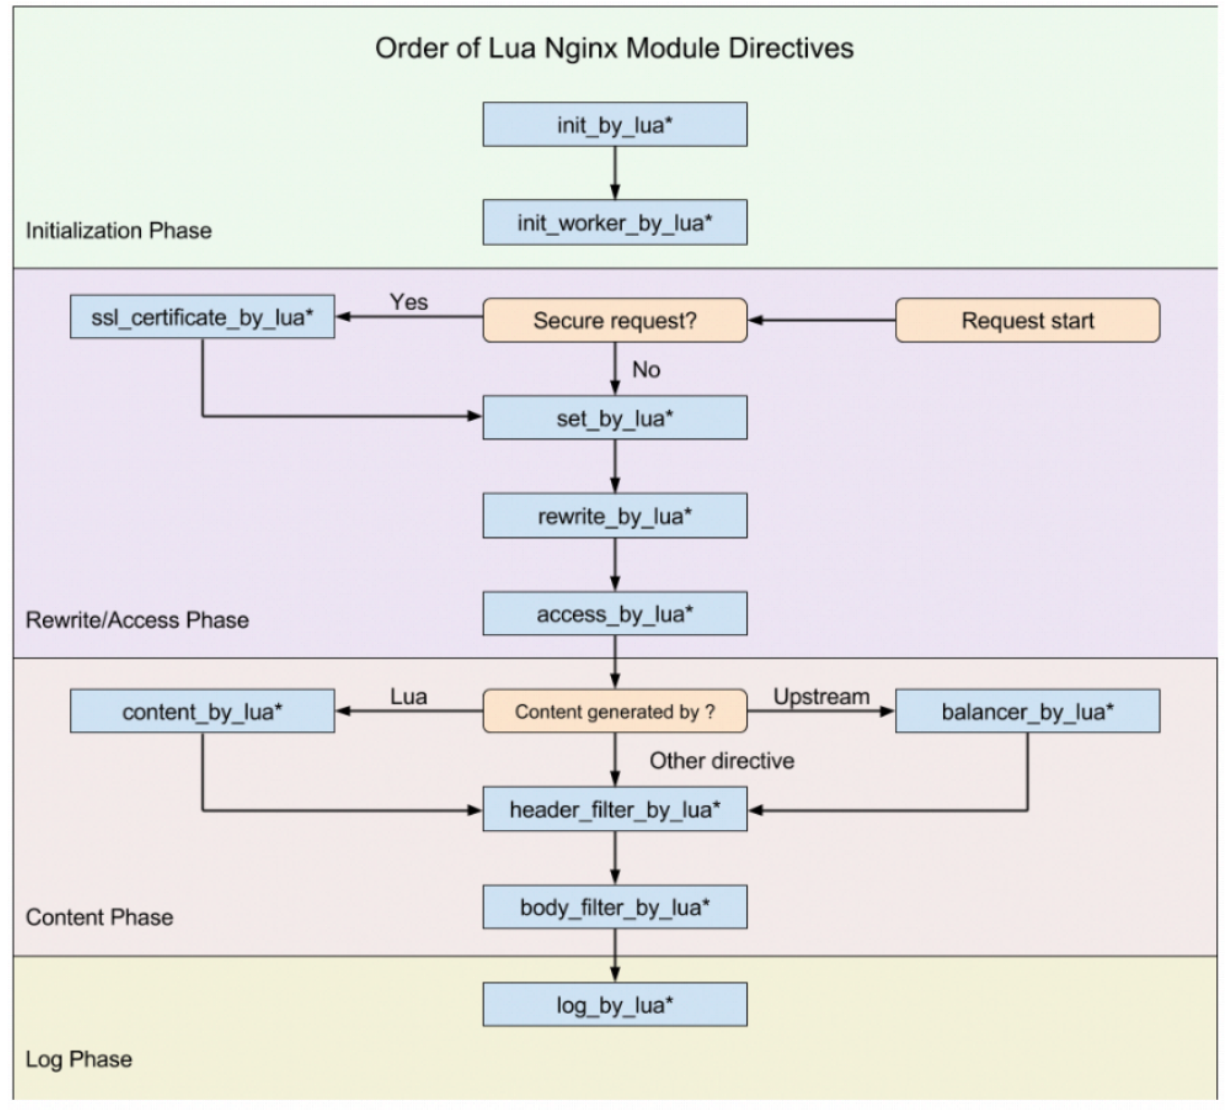 Order of Lua Nginx Module Directives
init_by_lua*
init_worker_by_lua*
Initialization Phase
ssl_certificate_by_lua*
Yes
Secure request?
Request start
No
set_by_lua*
rewrite_by_lua*
access_by_lua*
Rewrite/Access Phase
content_by_lua*
Lua
Content generated by ?
Upstream
balancer_by_lua*
Other directive
header_filter_by_lua*
body_filter_by_lua*
Content Phase
log_by_lua*
Log Phase